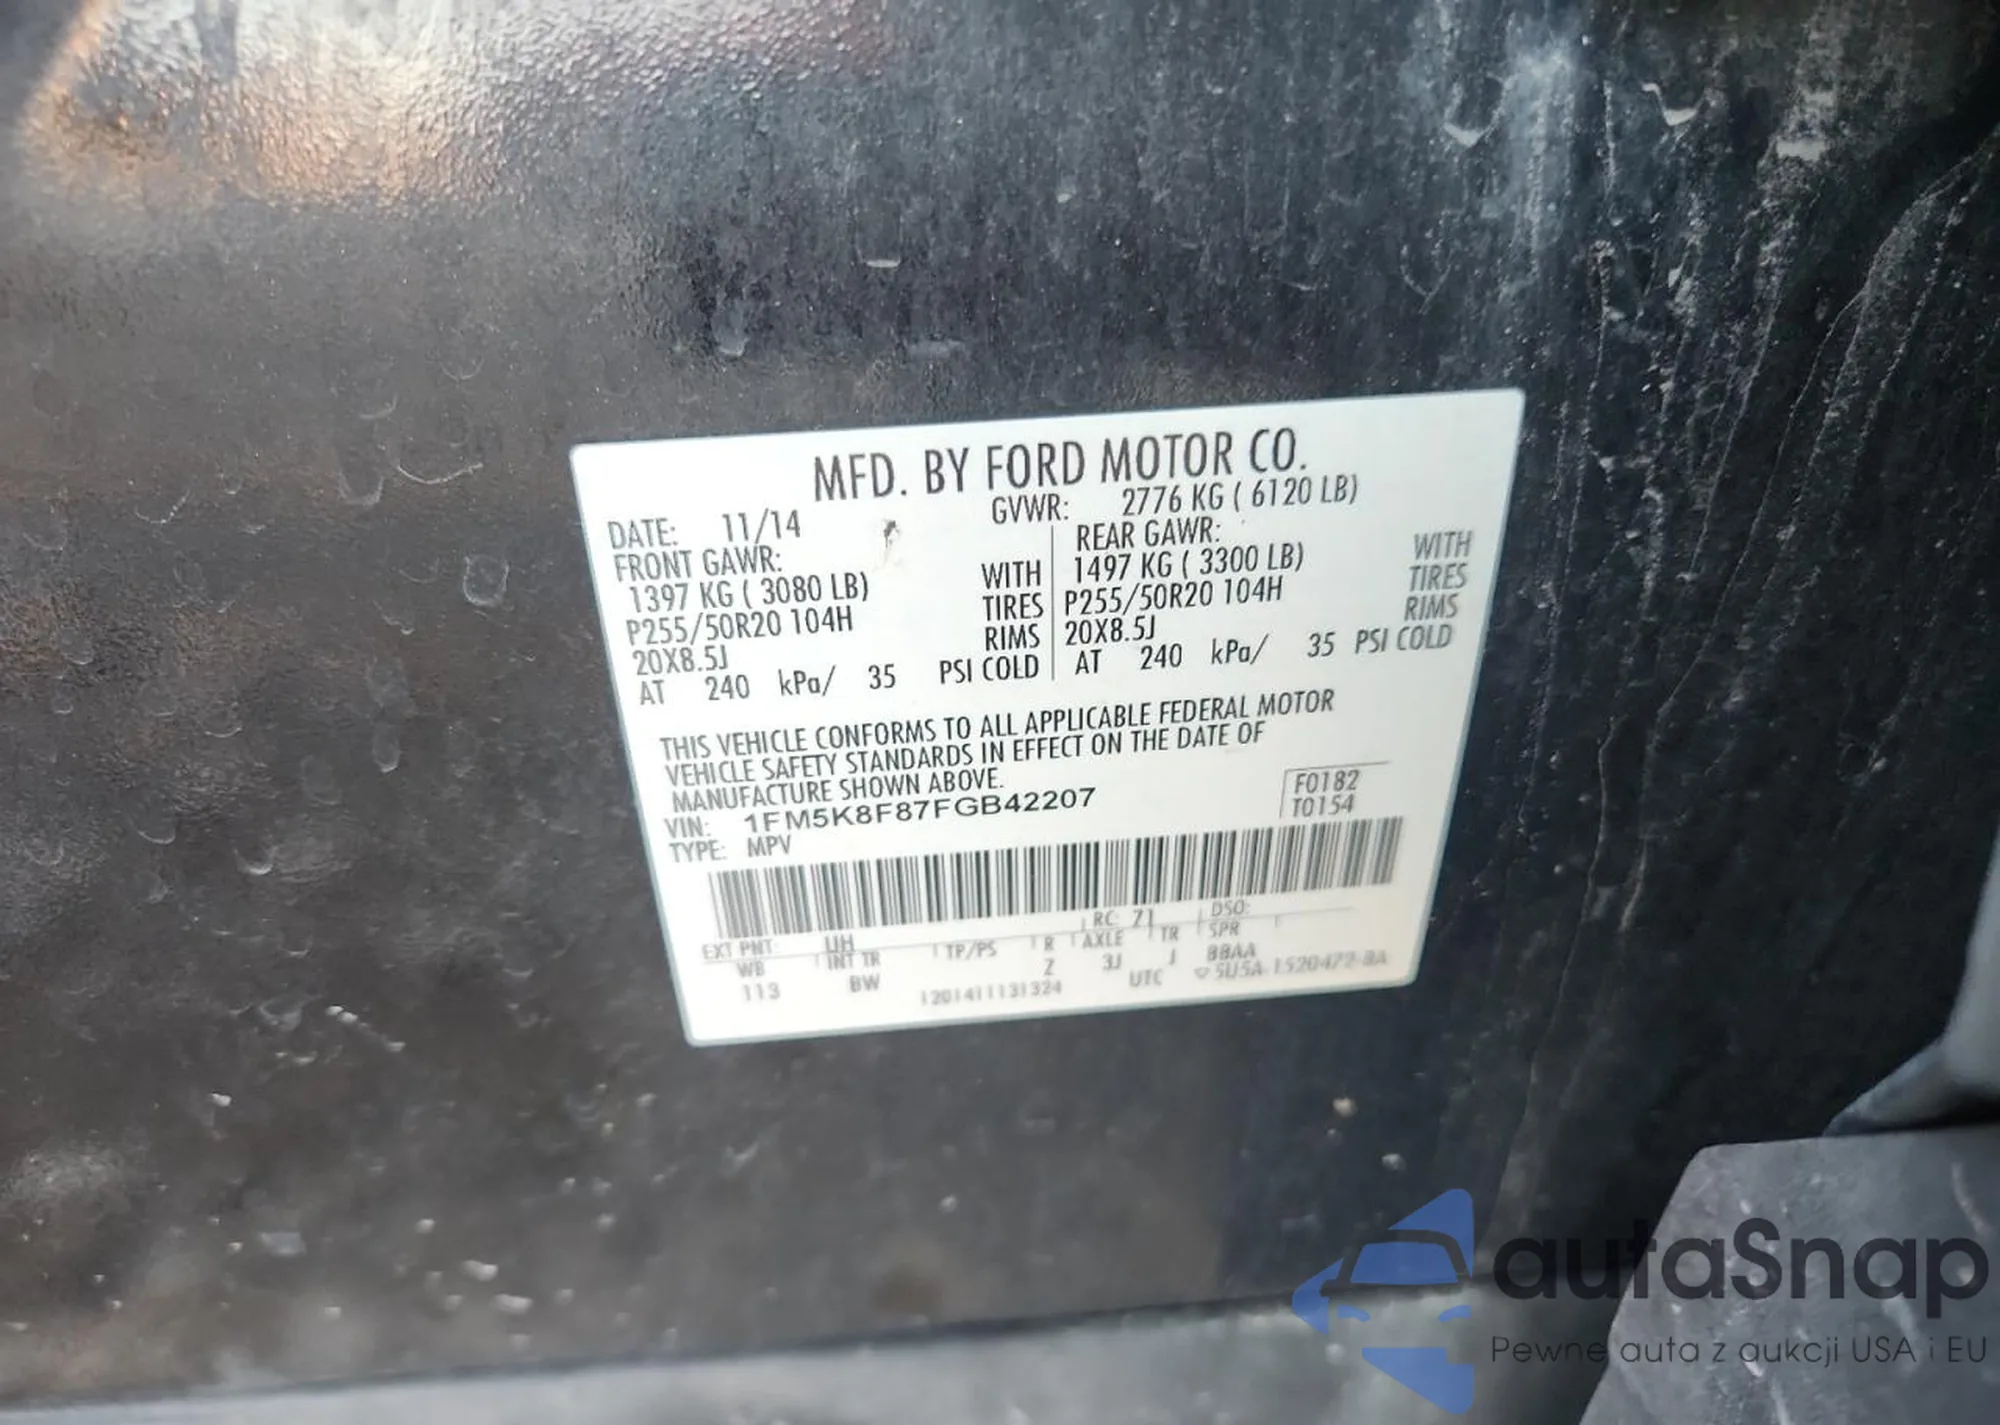 MFD. BY FORD MOTOR CO.
DATE: 11/14 GVWR: 2776 KG ( 6120 LB)
FRONT GAWR: REAR GAWR:
1397 KG ( 3080 LB) WITH 1497 KG ( 3300 LB) WITH
P255/50R20 104H TIRES P255/50R20 104H TIRES
20X8.5J RIMS 20X8.5J RIMS
AT 240 kPa/ 35 PSI COLD AT 240 kPa/ 35 PSI COLD
THIS VEHICLE CONFORMS TO ALL APPLICABLE FEDERAL MOTOR
VEHICLE SAFETY STANDARDS IN EFFECT ON THE DATE OF
MANUFACTURE SHOWN ABOVE.
VIN: 1FM5K8F87FGB42207 F0182
TYPE: MPV T0154
EXT PNT: UH RC: 71 DSO:
WB INT TR TP/PS R AXLE TR SPR
113 BW Z 3J J BBAA
1201411131324 UTC 5U5A-1520472-BA
autaSnap
Pewne auta z aukcji USA i EU